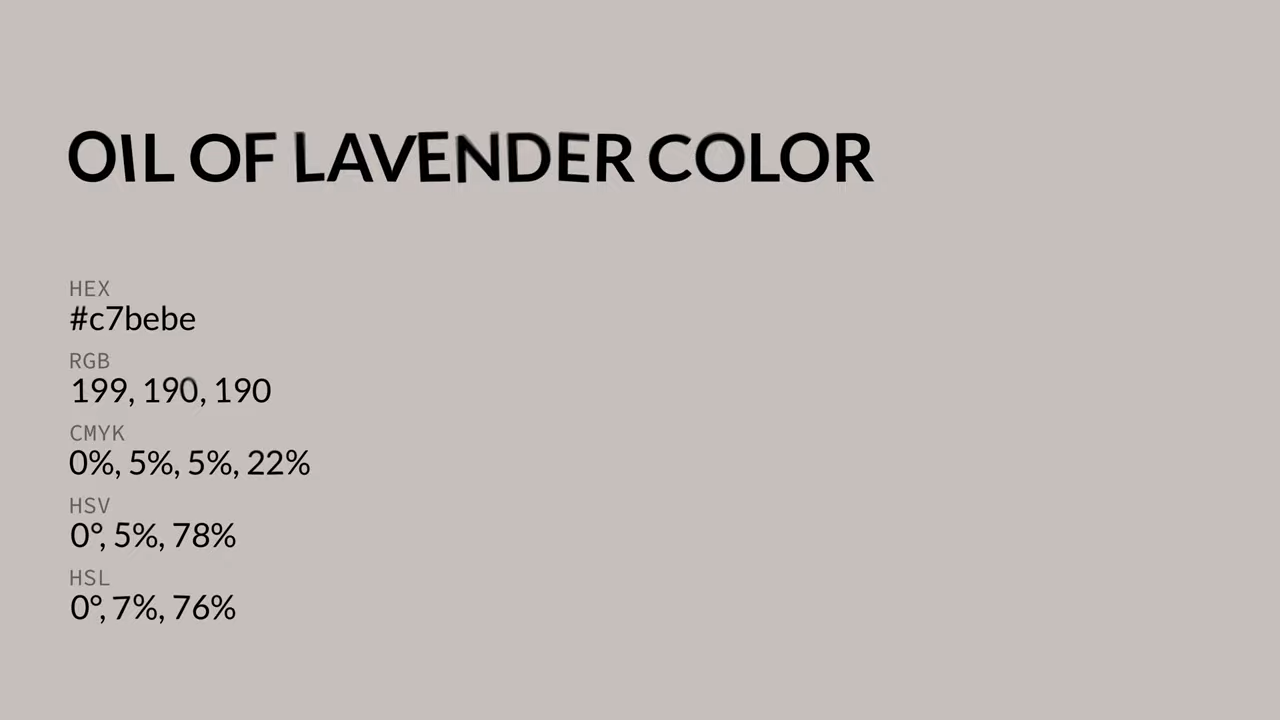 OIL OF LAVENDER COLOR
HEX
#c7bebe
RGB
199, 190, 190
CMYK
0%, 5%, 5%, 22%
HSV
0°, 5%, 78%
HSL
0°, 7%, 76%